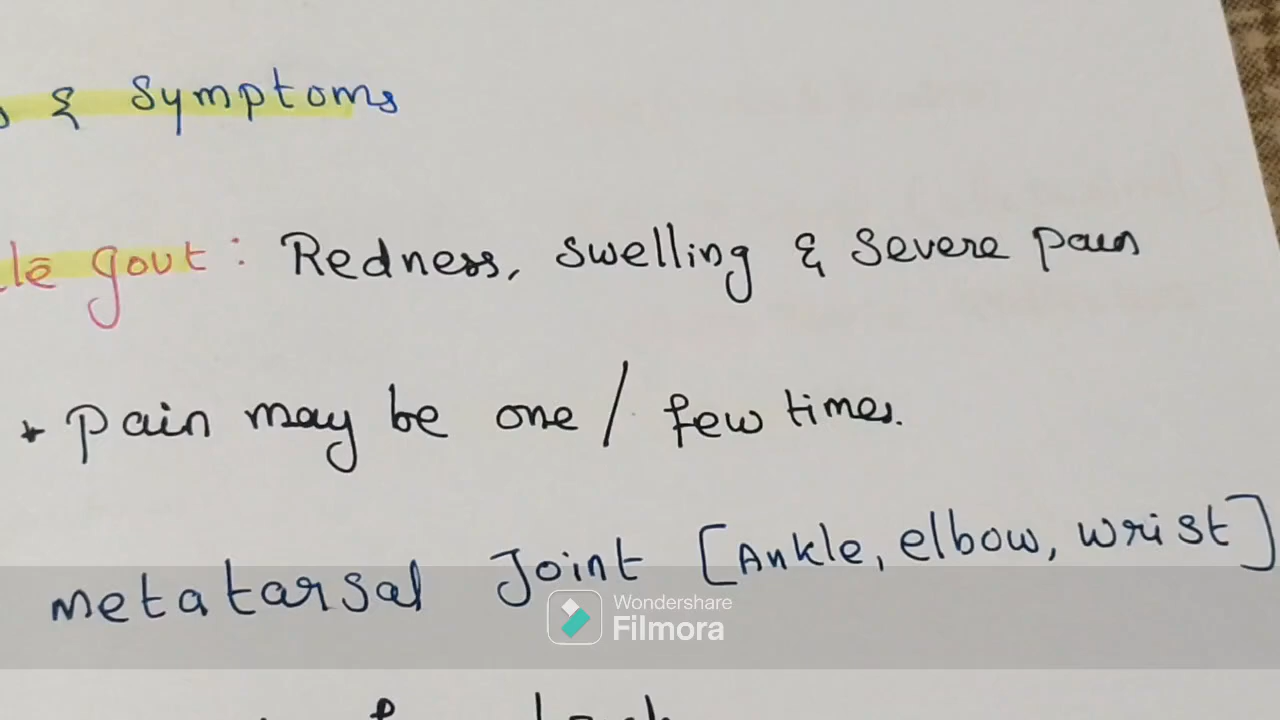 & Symptoms
gout : Redness, swelling & severe pain
* pain may be one / few times.
metatarsal Joint [Ankle, elbow, wrist]
Wondershare
Filmora